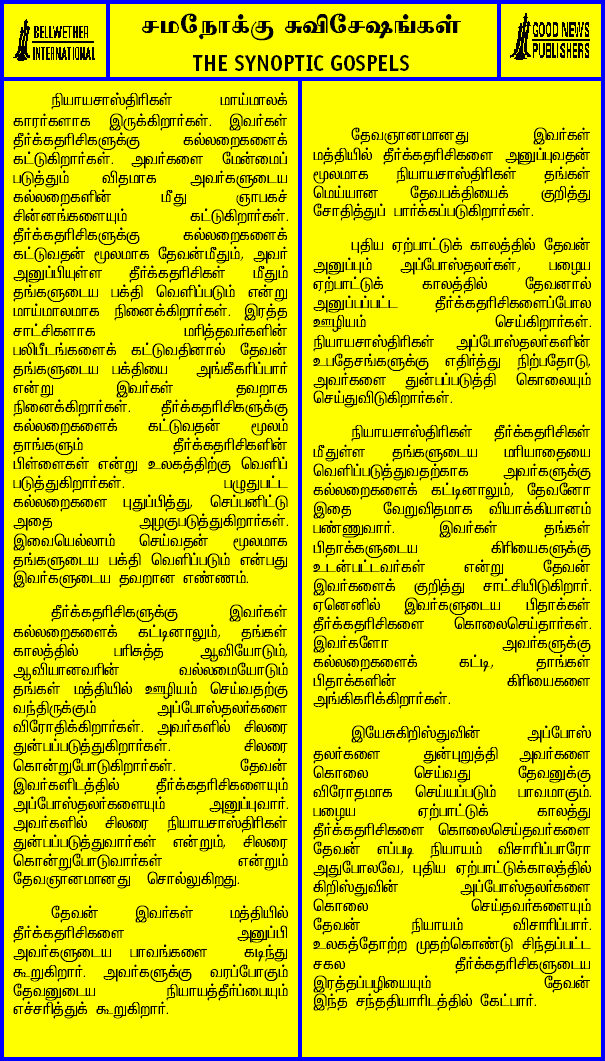 BELLWETHER
INTERNATIONAL
சமநோக்கு சுவிசேஷங்கள்
THE SYNOPTIC GOSPELS
GOOD NEWS
PUBLISHERS
நியாயசாஸ்திரிகள் மாய்மாலக்
காரர்களாக இருக்கிறார்கள். இவர்கள்
தீர்க்கதரிசிகளுக்கு கல்லறைகளைக்
கட்டுகிறார்கள். அவர்களை மேன்மைப்
படுத்தும் விதமாக அவர்களுடைய
கல்லறைகளின் மீது ஞாபகச்
சின்னங்களையும் கட்டுகிறார்கள்.
தீர்க்கதரிசிகளுக்கு கல்லறைகளைக்
கட்டுவதன் மூலமாக தேவன்மீதும், அவர்
அனுப்பியுள்ள தீர்க்கதரிசிகள் மீதும்
தங்களுடைய பக்தி வெளிப்படும் என்று
மாய்மாலமாக நினைக்கிறார்கள். இரத்த
சாட்சிகளாக மரித்தவர்களின்
பலிபீடங்களைக் கட்டுவதினால் தேவன்
தங்களுடைய பக்தியை அங்கீகரிப்பார்
என்று இவர்கள் தவறாக
நினைக்கிறார்கள். தீர்க்கதரிசிகளுக்கு
கல்லறைகளைக் கட்டுவதன் மூலம்
தாங்களும் தீர்க்கதரிசிகளின்
பிள்ளைகள் என்று உலகத்திற்கு வெளிப்
படுத்துகிறார்கள். பழுதுபட்ட
கல்லறைகளை புதுப்பித்து, செப்பனிட்டு
அதை அழகுபடுத்துகிறார்கள்.
இவையெல்லாம் செய்வதன் மூலமாக
தங்களுடைய பக்தி வெளிப்படும் என்பது
இவர்களுடைய தவறான எண்ணம்.
தீர்க்கதரிசிகளுக்கு இவர்கள்
கல்லறைகளைக் கட்டினாலும், தங்கள்
காலத்தில் பரிசுத்த ஆவியோடும்,
ஆவியானவரின் வல்லமையோடும்
தங்கள் மத்தியில் ஊழியம் செய்வதற்கு
வந்திருக்கும் அப்போஸ்தலர்களை
விரோதிக்கிறார்கள். அவர்களில் சிலரை
துன்பப்படுத்துகிறார்கள். சிலரை
கொன்றுபோடுகிறார்கள். தேவன்
இவர்களிடத்தில் தீர்க்கதரிசிகளையும்
அப்போஸ்தலர்களையும் அனுப்புவார்.
அவர்களில் சிலரை நியாயசாஸ்திரிகள்
துன்பப்படுத்துவார்கள் என்றும், சிலரை
கொன்றுபோடுவார்கள் என்றும்
தேவஞானமானது சொல்லுகிறது.
தேவன் இவர்கள் மத்தியில்
தீர்க்கதரிசிகளை அனுப்பி
அவர்களுடைய பாவங்களை கடிந்து
கூறுகிறார். அவர்களுக்கு வரப்போகும்
தேவனுடைய நியாயத்தீர்ப்பையும்
எச்சரித்துக் கூறுகிறார்.
தேவஞானமானது இவர்கள்
மத்தியில் தீர்க்கதரிசிகளை அனுப்புவதன்
மூலமாக நியாயசாஸ்திரிகள் தங்கள்
மெய்யான தேவபக்தியைக் குறித்து
சோதித்துப் பார்க்கப்படுகிறார்கள்.
புதிய ஏற்பாட்டுக் காலத்தில் தேவன்
அனுப்பும் அப்போஸ்தலர்கள், பழைய
ஏற்பாட்டுக் காலத்தில் தேவனால்
அனுப்பப்பட்ட தீர்க்கதரிசிகளைப்போல
ஊழியம் செய்கிறார்கள்.
நியாயசாஸ்திரிகள் அப்போஸ்தலர்களின்
உபதேசங்களுக்கு எதிர்த்து நிற்பதோடு,
அவர்களை துன்பப்படுத்தி கொலையும்
செய்துவிடுகிறார்கள்.
நியாயசாஸ்திரிகள் தீர்க்கதரிசிகள்
மீதுள்ள தங்களுடைய மரியாதையை
வெளிப்படுத்துவதற்காக அவர்களுக்கு
கல்லறைகளைக் கட்டினாலும், தேவனோ
இதை வேறுவிதமாக வியாக்கியானம்
பண்ணுவார். இவர்கள் தங்கள்
பிதாக்களுடைய கிரியைகளுக்கு
உடன்பட்டவர்கள் என்று தேவன்
இவர்களைக் குறித்து சாட்சியிடுகிறார்.
ஏனெனில் இவர்களுடைய பிதாக்கள்
தீர்க்கதரிசிகளை கொலைசெய்தார்கள்.
இவர்களோ அவர்களுக்கு
கல்லறைகளைக் கட்டி, தாங்கள்
பிதாக்களின் கிரியைகளை
அங்கிகரிக்கிறார்கள்.
இயேசுகிறிஸ்துவின் அப்போஸ்
தலர்களை துன்புறுத்தி அவர்களை
கொலை செய்வது தேவனுக்கு
விரோதமாக செய்யப்படும் பாவமாகும்.
பழைய ஏற்பாட்டுக் காலத்து
தீர்க்கதரிசிகளை கொலைசெய்தவர்களை
தேவன் எப்படி நியாயம் விசாரிப்பாரோ
அதுபோலவே, புதிய ஏற்பாட்டுக்காலத்தில்
கிறிஸ்துவின் அப்போஸ்தலர்களை
கொலை செய்தவர்களையும்
தேவன் நியாயம் விசாரிப்பார்.
உலகத்தோற்ற முதற்கொண்டு சிந்தப்பட்ட
சகல தீர்க்கதரிசிகளுடைய
இரத்தப்பழியையும் தேவன்
இந்த சந்ததியாரிடத்தில் கேட்பார்.